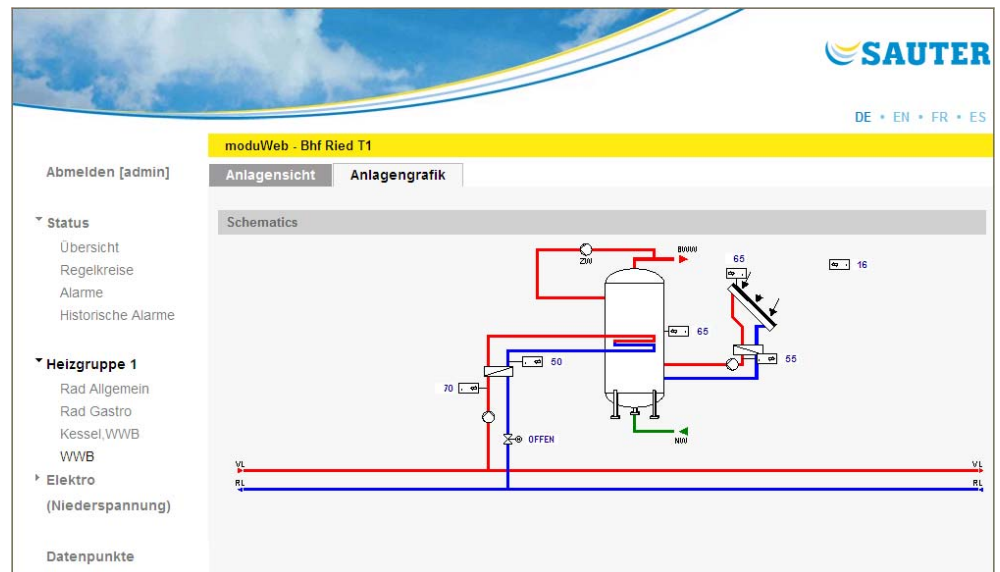 SAUTER
DE • EN • FR • ES
moduWeb - Bhf Ried T1
Abmelden [admin]
Anlagensicht
Anlagengrafik
Status
Übersicht
Regelkreise
Alarme
Historische Alarme
Heizgruppe 1
Rad Allgemein
Rad Gastro
Kessel,WWB
WWB
Elektro
(Niederspannung)
Datenpunkte
Schematics
BWW
ZW
65
16
65
50
55
70
OFFEN
NW
VL
VL
RL
RL